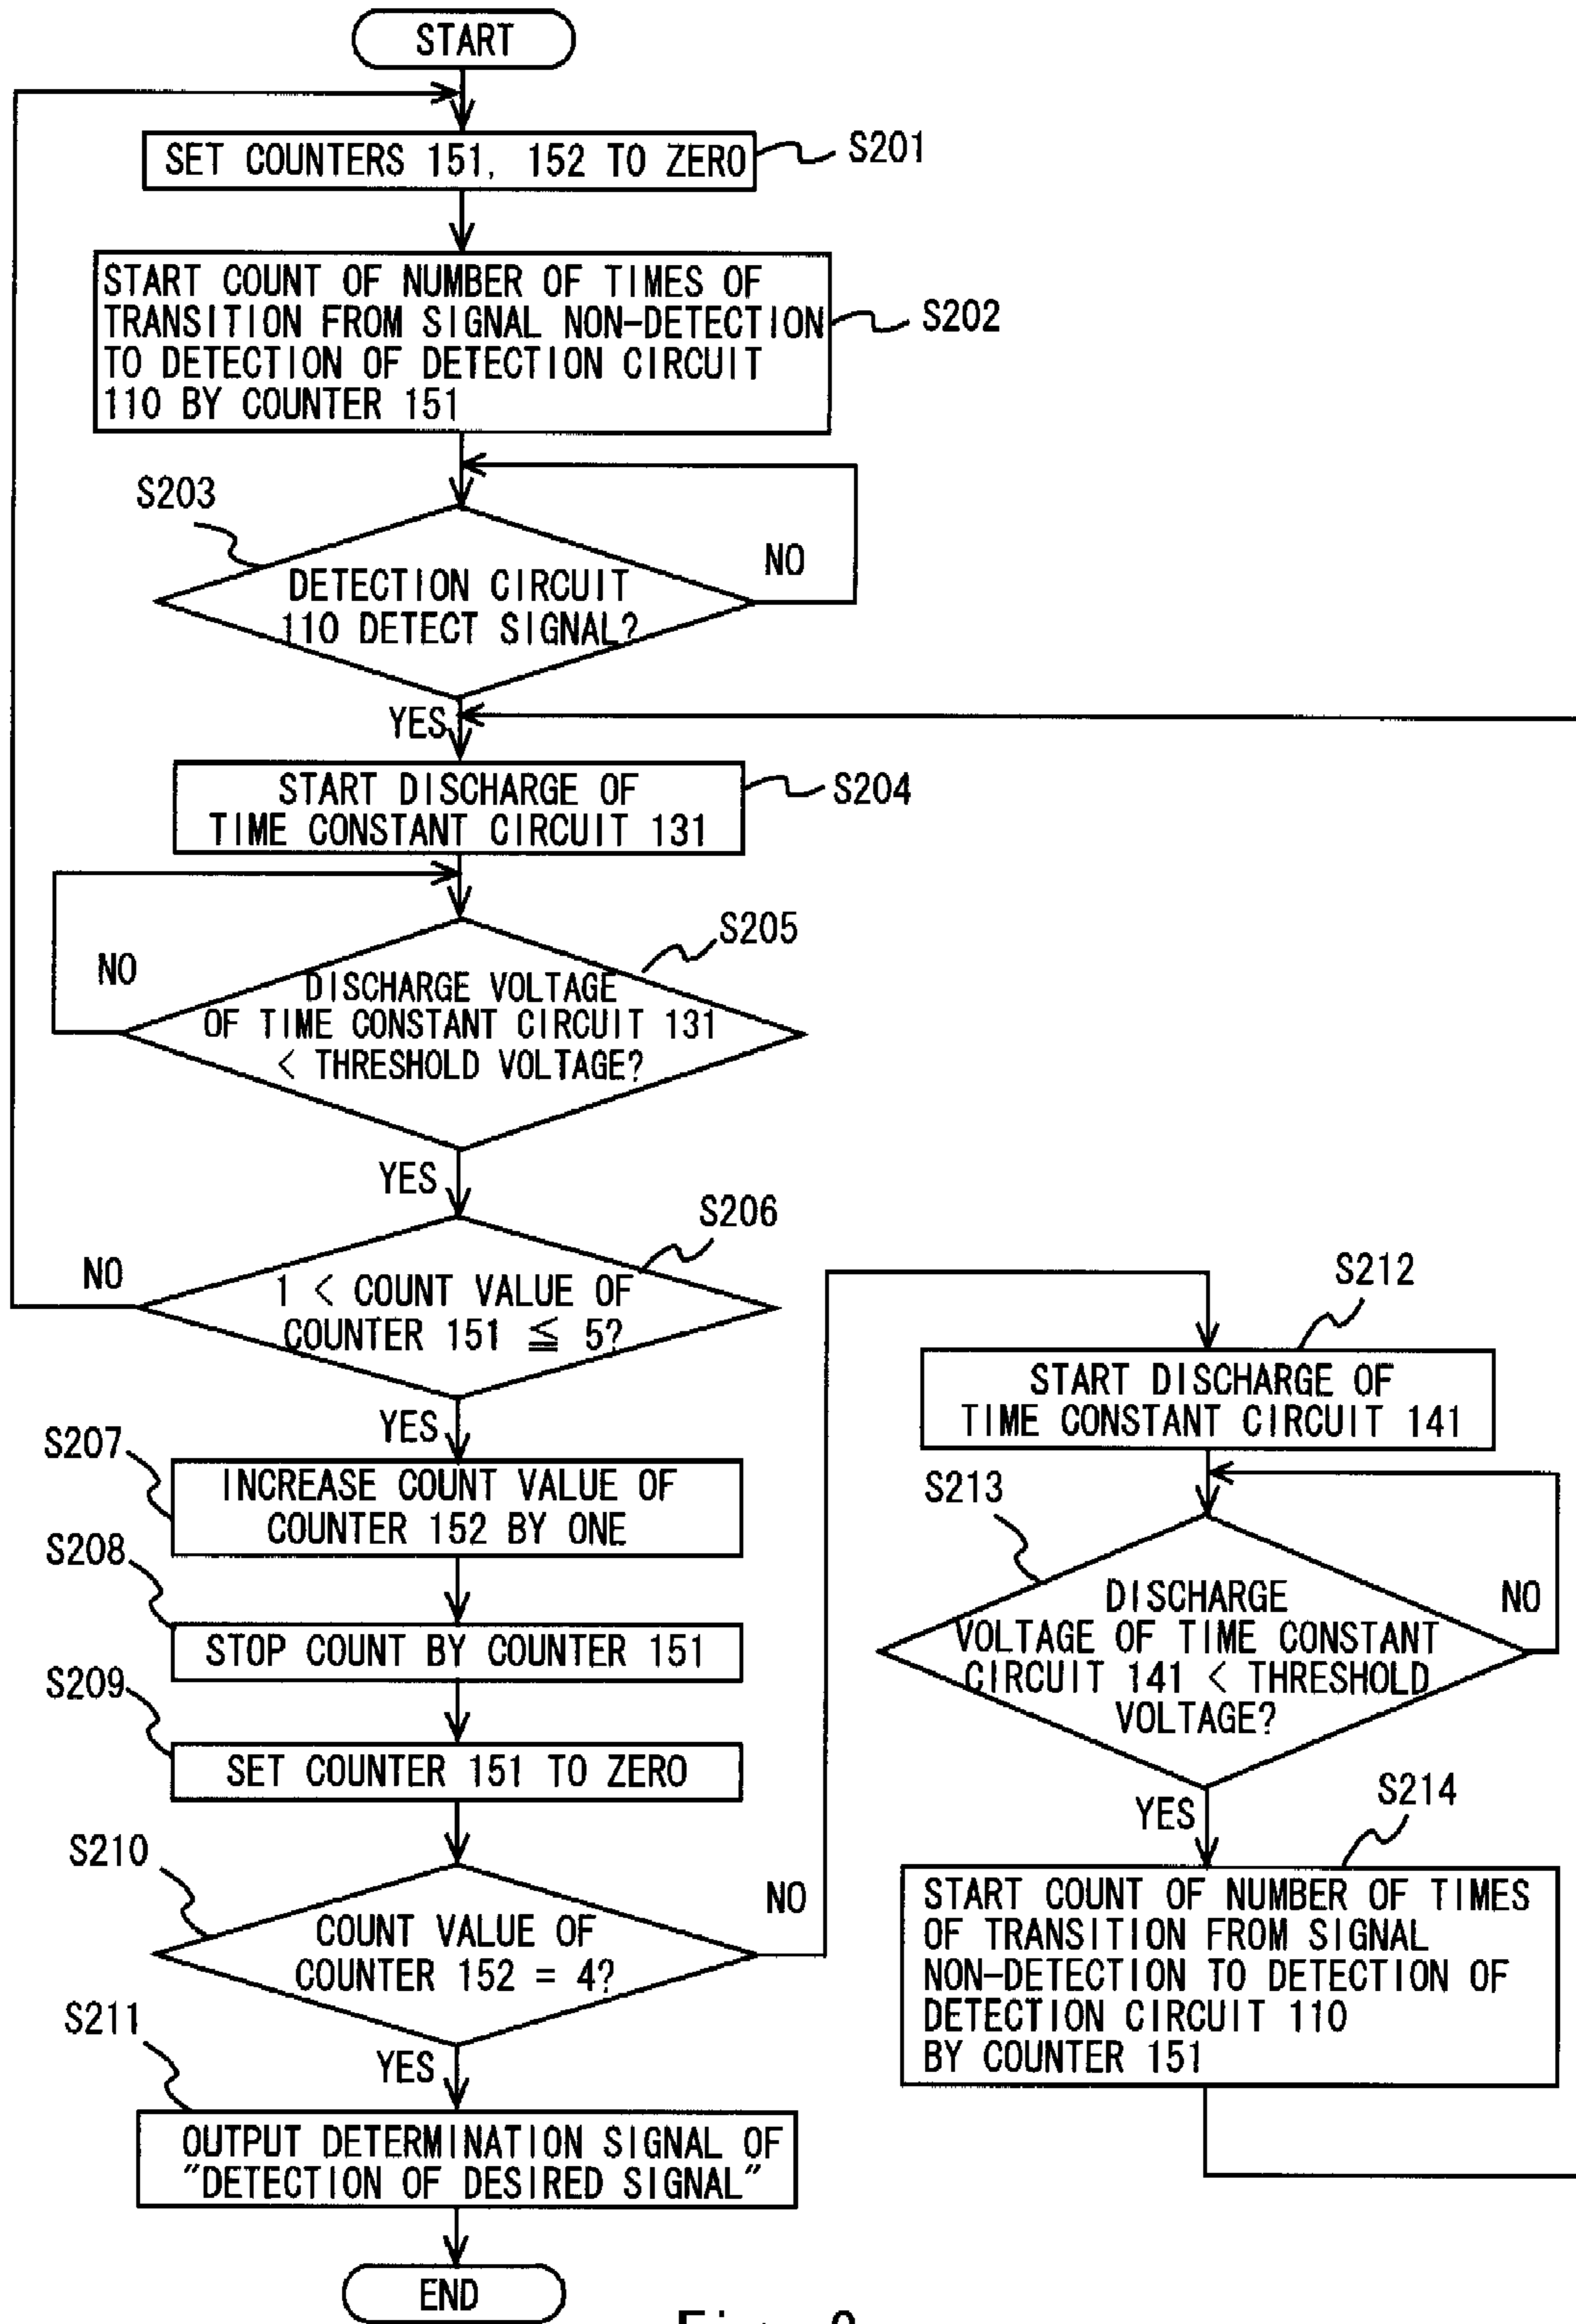 START
SET COUNTERS 151, 152 TO ZERO
S201
START COUNT OF NUMBER OF TIMES OF
TRANSITION FROM SIGNAL NON-DETECTION
TO DETECTION OF DETECTION CIRCUIT
110 BY COUNTER 151
S202
S203
DETECTION CIRCUIT
110 DETECT SIGNAL?
NO
YES
START DISCHARGE OF
TIME CONSTANT CIRCUIT 131
S204
S205
NO
DISCHARGE VOLTAGE
OF TIME CONSTANT CIRCUIT 131
< THRESHOLD VOLTAGE?
YES
S206
NO
1 < COUNT VALUE OF
COUNTER 151 ≦ 5?
YES
S207
INCREASE COUNT VALUE OF
COUNTER 152 BY ONE
S208
STOP COUNT BY COUNTER 151
S209
SET COUNTER 151 TO ZERO
S210
COUNT VALUE OF
COUNTER 152 = 4?
NO
YES
S211
OUTPUT DETERMINATION SIGNAL OF
"DETECTION OF DESIRED SIGNAL"
END
S212
START DISCHARGE OF
TIME CONSTANT CIRCUIT 141
S213
DISCHARGE
VOLTAGE OF TIME CONSTANT
CIRCUIT 141 < THRESHOLD
VOLTAGE?
NO
YES
S214
START COUNT OF NUMBER OF TIMES
OF TRANSITION FROM SIGNAL
NON-DETECTION TO DETECTION OF
DETECTION CIRCUIT 110
BY COUNTER 151